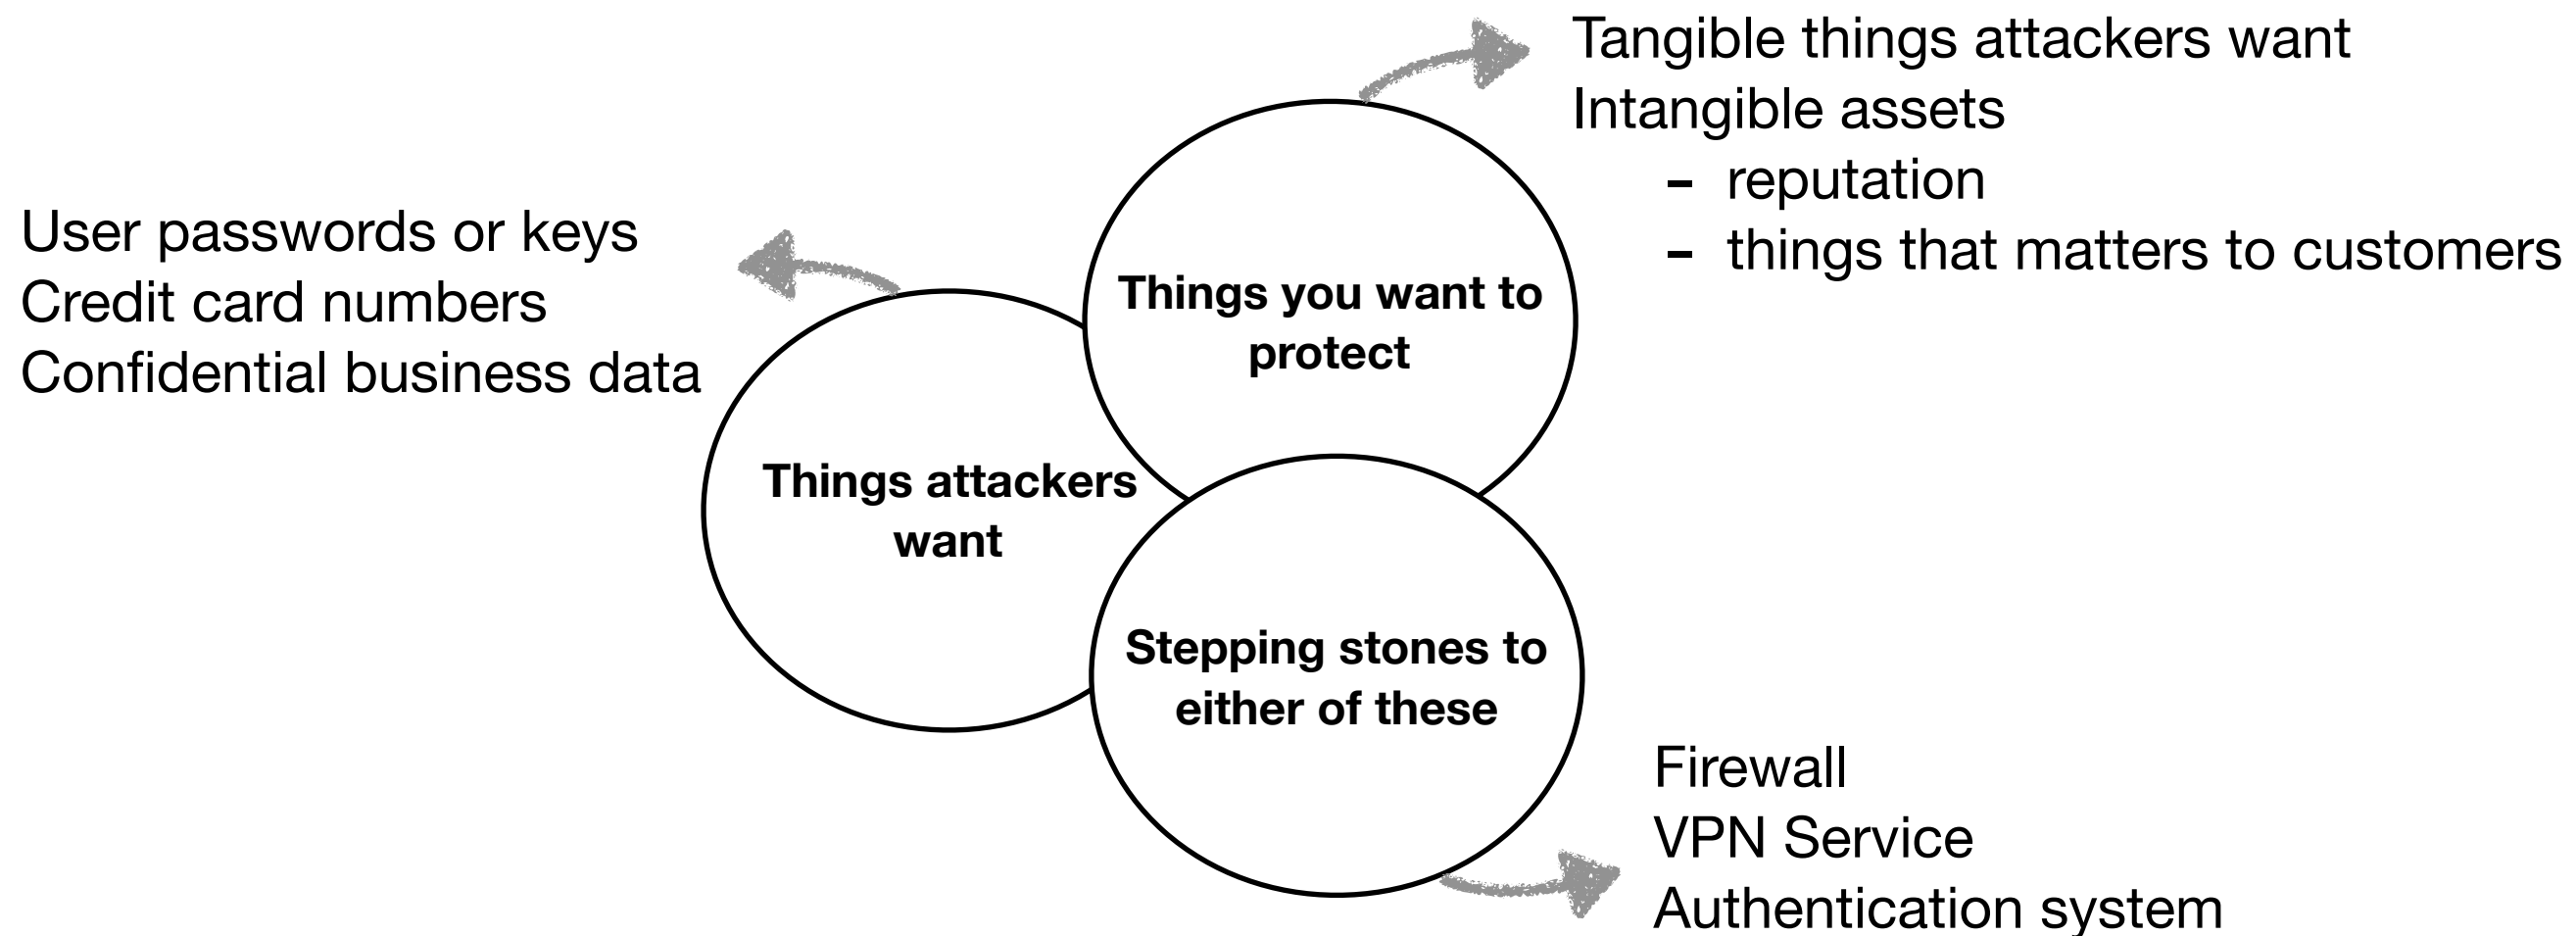 Tangible things attackers want
Intangible assets
- reputation
- things that matters to customers
User passwords or keys
Credit card numbers
Confidential business data
Things you want to
protect
Things attackers
want
Stepping stones to
either of these
Firewall
VPN Service
Authentication system